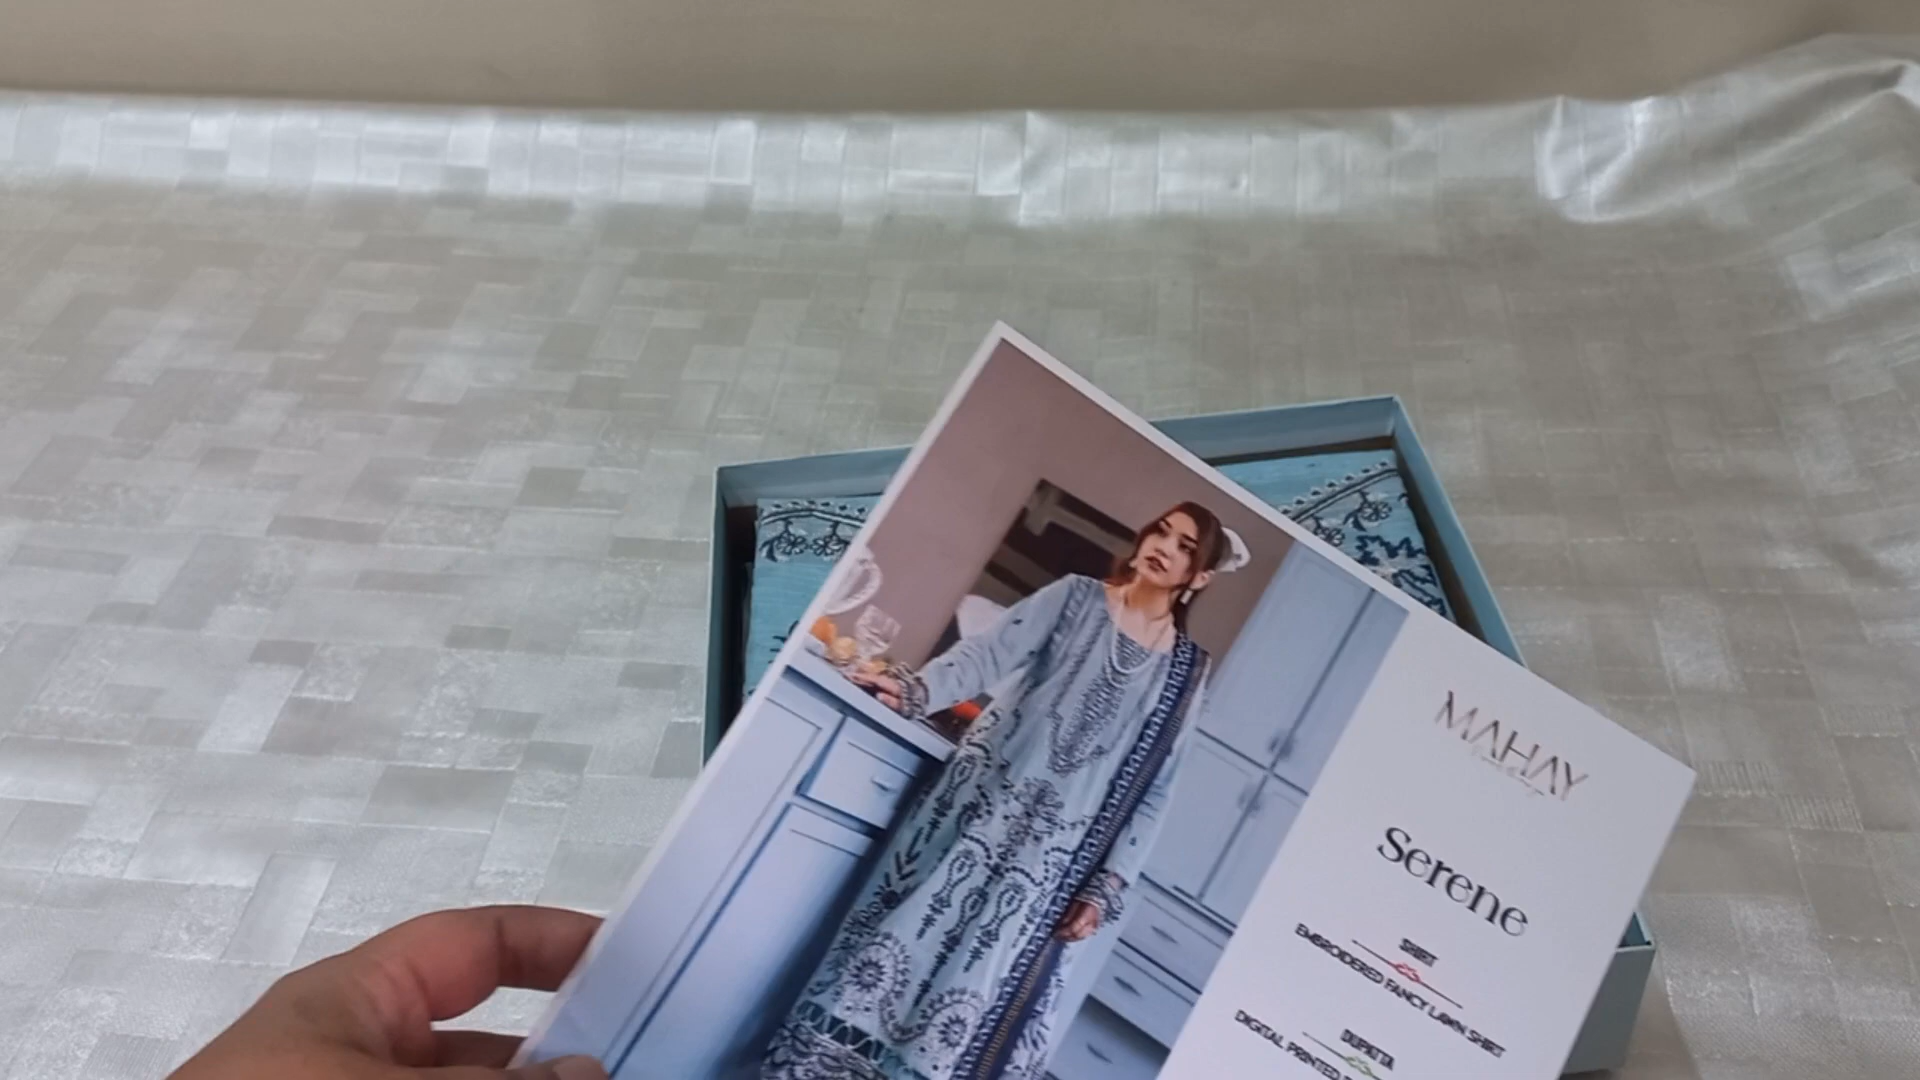 MAHAY
Serene
SHIRT
EMBROIDERED FANCY LAWN SHIRT
DUPATTA
DIGITAL PRINTED